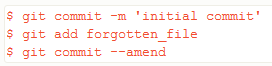 $ git commit -m 'initial commit'
$ git add forgotten_file
$ git commit --amend